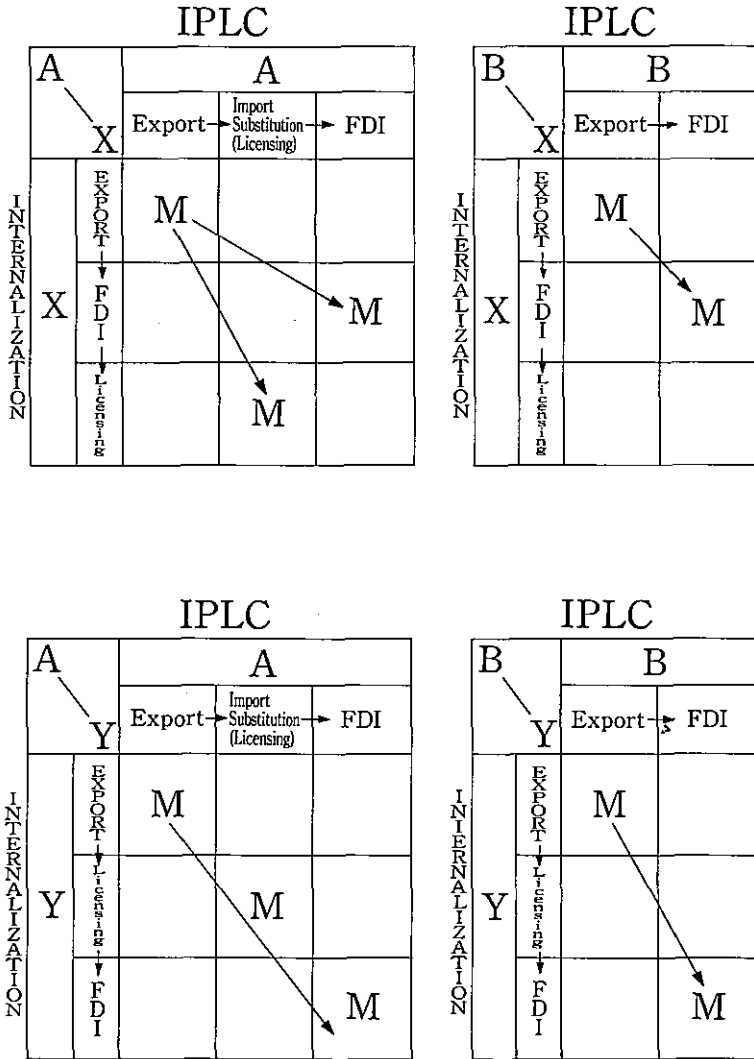 IPLC
A
X
A
Export
Import
Substitution
(Licensing)
FDI
INTERNALIZATION
X
EXPORT
FDI
Licensing
M
M
M
IPLC
B
X
B
Export
FDI
INTERNALIZATION
X
EXPORT
FDI
Licensing
M
M
IPLC
A
Y
A
Export
Import
Substitution
(Licensing)
FDI
INTERNALIZATION
Y
EXPORT
Licensing
FDI
M
M
M
IPLC
B
Y
B
Export
FDI
INIERNALIZATION
Y
EXPORT
Licensing
FDI
M
M